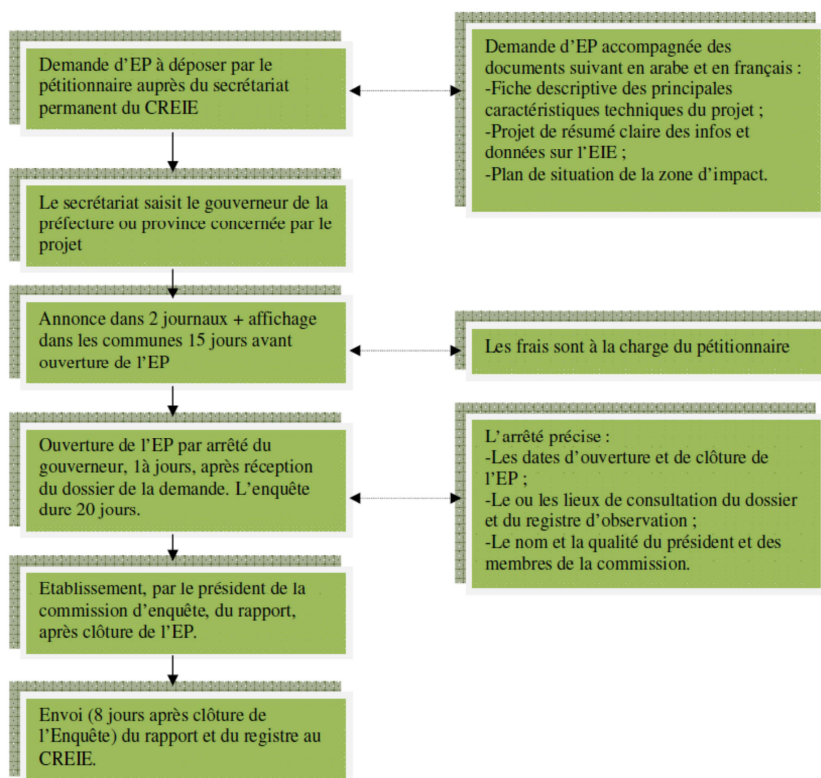 Demande d'EP à déposer par le
pétitionnaire auprès du secrétariat
permanent du CREIE
Demande d'EP accompagnée des
documents suivant en arabe et en français :
-Fiche descriptive des principales
caractéristiques techniques du projet ;
-Projet de résumé claire des infos et
données sur l'EIE ;
-Plan de situation de la zone d'impact.
Le secrétariat saisit le gouverneur de la
préfecture ou province concernée par le
projet
Annonce dans 2 journaux + affichage
dans les communes 15 jours avant
ouverture de l'EP
Les frais sont à la charge du pétitionnaire
Ouverture de l'EP par arrêté du
gouverneur, 1à jours, après réception
du dossier de la demande. L'enquête
dure 20 jours.
L'arrêté précise :
-Les dates d'ouverture et de clôture de
l'EP ;
-Le ou les lieux de consultation du dossier
et du registre d'observation ;
-Le nom et la qualité du président et des
membres de la commission.
Etablissement, par le président de la
commission d'enquête, du rapport,
après clôture de l'EP.
Envoi (8 jours après clôture de
l'Enquête) du rapport et du registre au
CREIE.